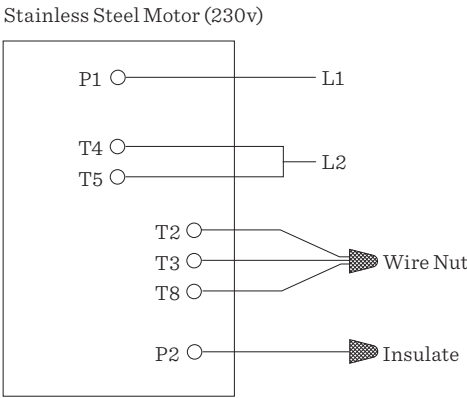 Stainless Steel Motor (230v)
P1 L1
T4
L2
T5
T2
T3 Wire Nut
T8
P2 Insulate